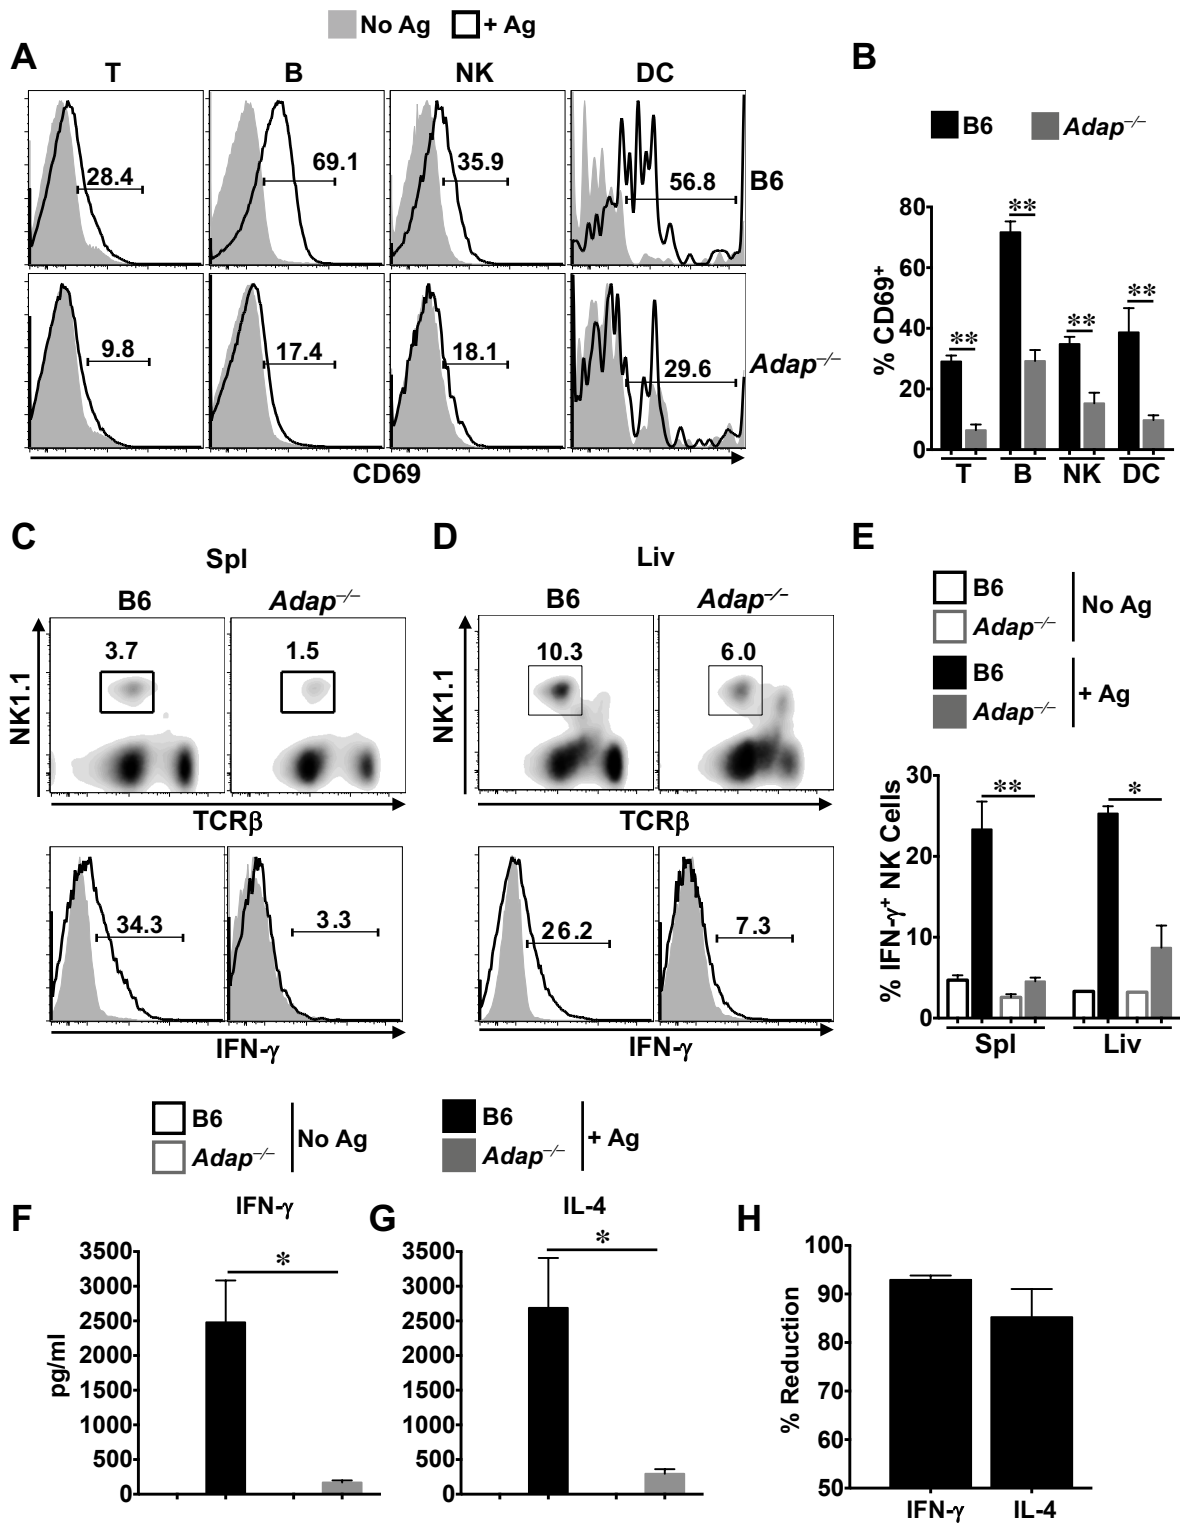 No Ag + Ag
A
T B NK DC
28.4 69.1 35.9 56.8 B6
9.8 17.4 18.1 29.6 Adap–/–
CD69
B
B6 Adap–/–
% CD69+
80
60
40
20
0
** ** ** **
T B NK DC
C
Spl
B6 Adap–/–
NK1.1
3.7 1.5
TCRβ
34.3 3.3
IFN-γ
D
Liv
B6 Adap–/–
NK1.1
10.3 6.0
TCRβ
26.2 7.3
IFN-γ
E
B6
Adap–/–
No Ag
B6
Adap–/–
+ Ag
% IFN-γ+ NK Cells
30
20
10
0
** *
Spl Liv
B6
Adap–/–
No Ag
B6
Adap–/–
+ Ag
F
IFN-γ
pg/ml
3500
3000
2500
2000
1500
1000
500
0
*
G
IL-4
3500
3000
2500
2000
1500
1000
500
0
*
H
% Reduction
100
90
80
70
60
50
IFN-γ IL-4